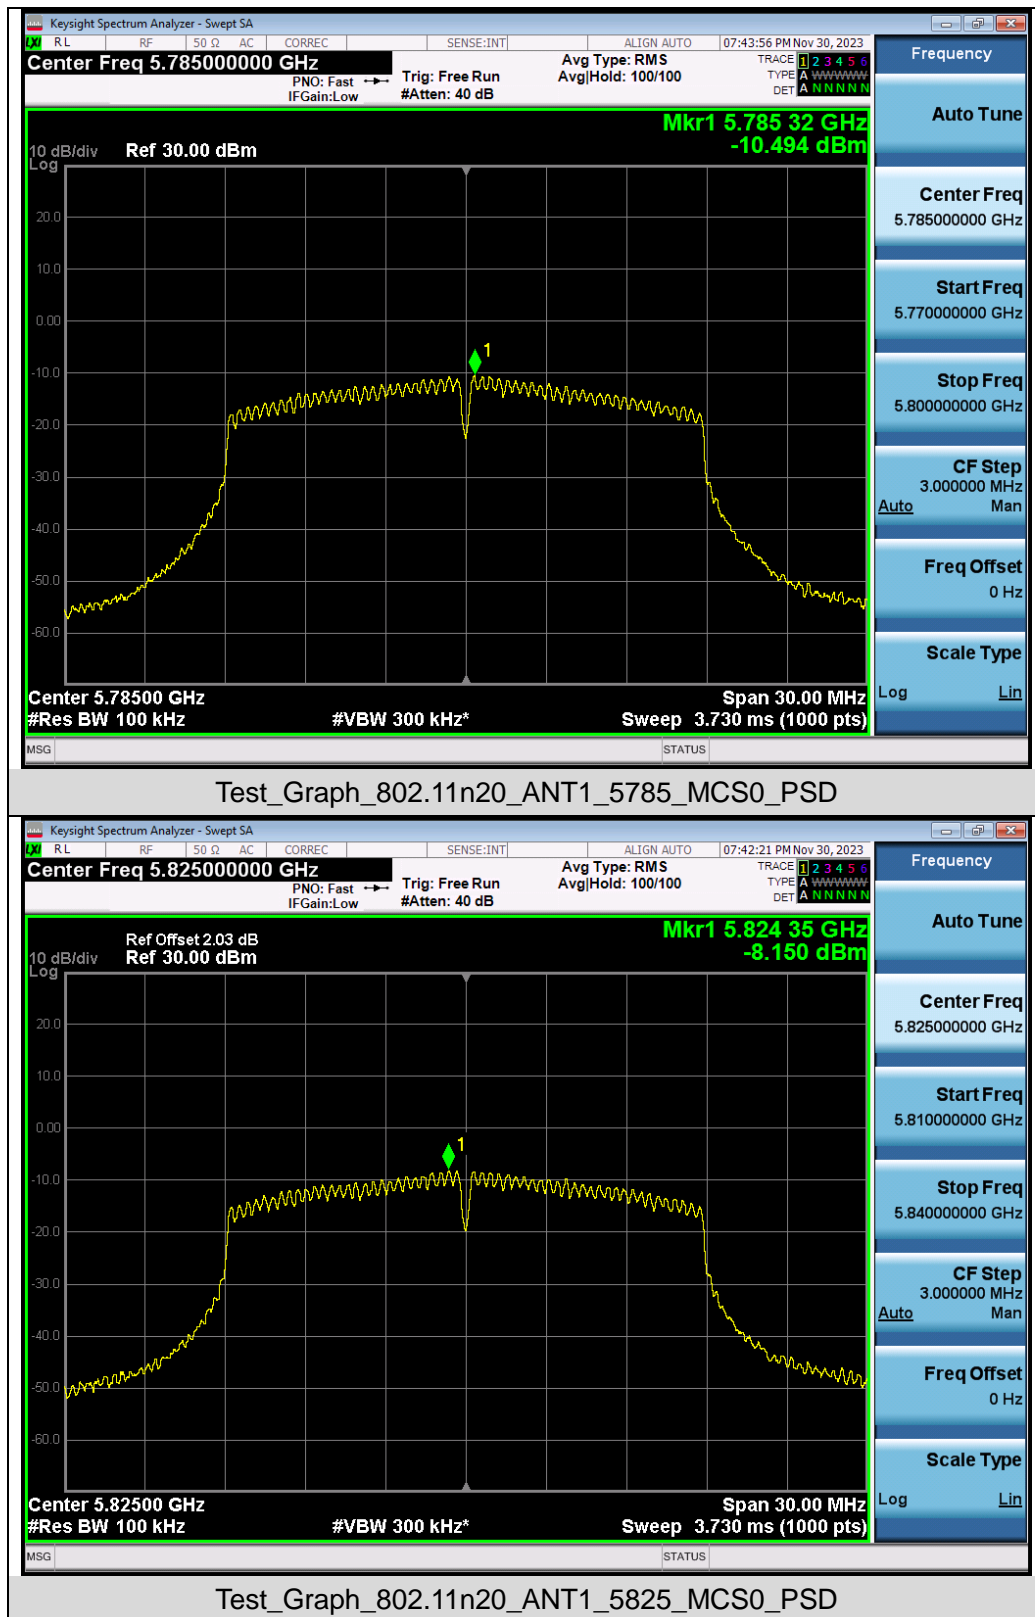 Keysight Spectrum Analyzer - Swept SA
LXI RL RF 50 Ω AC CORREC SENSE:INT ALIGN AUTO 07:43:56 PM Nov 30, 2023
Center Freq 5.785000000 GHz
PNO: Fast
IFGain:Low
Trig: Free Run
#Atten: 40 dB
Avg Type: RMS
Avg|Hold: 100/100
TRACE 1 2 3 4 5 6
TYPE A WWWWW
DET A N N N N N
Mkr1 5.785 32 GHz
-10.494 dBm
10 dB/div Ref 30.00 dBm
Log
20.0
10.0
0.00
-10.0
-20.0
-30.0
-40.0
-50.0
-60.0
1
Center 5.78500 GHz Span 30.00 MHz
#Res BW 100 kHz #VBW 300 kHz* Sweep 3.730 ms (1000 pts)
MSG STATUS
Frequency
Auto Tune
Center Freq
5.785000000 GHz
Start Freq
5.770000000 GHz
Stop Freq
5.800000000 GHz
CF Step
3.000000 MHz
Auto Man
Freq Offset
0 Hz
Scale Type
Log Lin
Test_Graph_802.11n20_ANT1_5785_MCS0_PSD
Keysight Spectrum Analyzer - Swept SA
LXI RL RF 50 Ω AC CORREC SENSE:INT ALIGN AUTO 07:42:21 PM Nov 30, 2023
Center Freq 5.825000000 GHz
PNO: Fast
IFGain:Low
Trig: Free Run
#Atten: 40 dB
Avg Type: RMS
Avg|Hold: 100/100
TRACE 1 2 3 4 5 6
TYPE A WWWWW
DET A N N N N N
Mkr1 5.824 35 GHz
-8.150 dBm
Ref Offset 2.03 dB
10 dB/div Ref 30.00 dBm
Log
20.0
10.0
0.00
-10.0
-20.0
-30.0
-40.0
-50.0
-60.0
1
Center 5.82500 GHz Span 30.00 MHz
#Res BW 100 kHz #VBW 300 kHz* Sweep 3.730 ms (1000 pts)
MSG STATUS
Frequency
Auto Tune
Center Freq
5.825000000 GHz
Start Freq
5.810000000 GHz
Stop Freq
5.840000000 GHz
CF Step
3.000000 MHz
Auto Man
Freq Offset
0 Hz
Scale Type
Log Lin
Test_Graph_802.11n20_ANT1_5825_MCS0_PSD